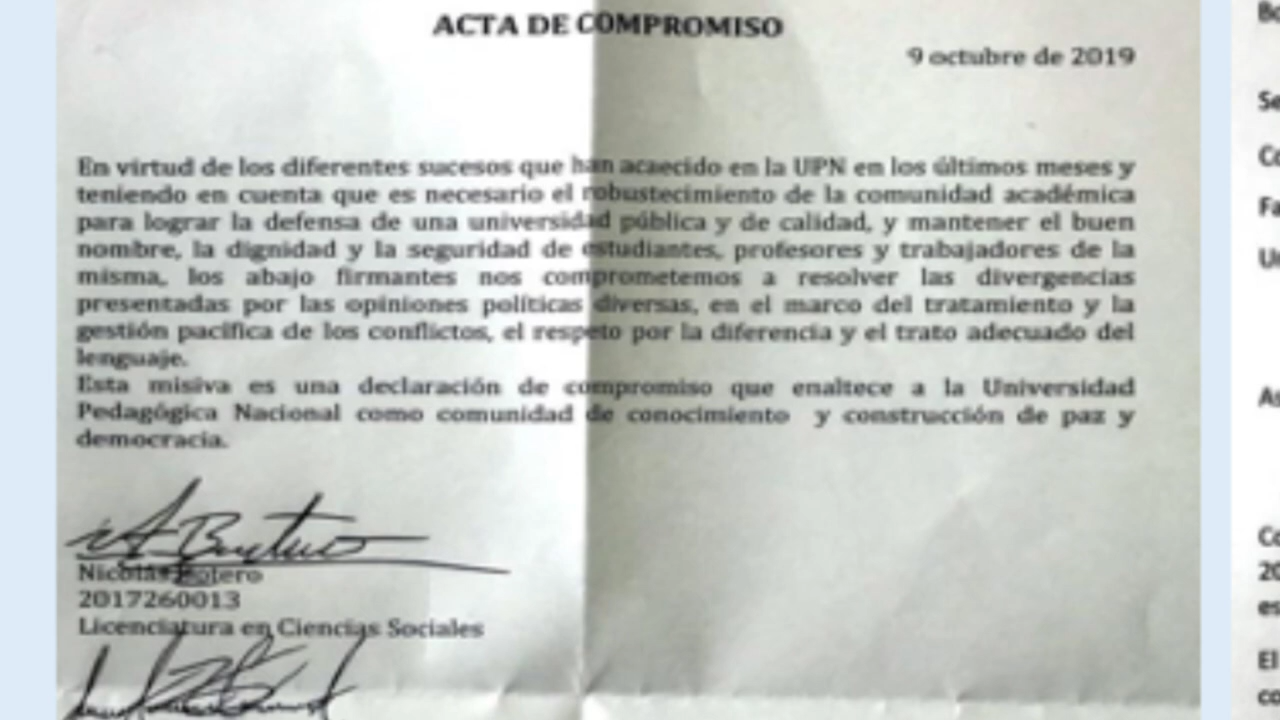 ACTA DE COMPROMISO
9 octubre de 2019
En virtud de los diferentes sucesos que han acaecido en la UPN en los últimos meses y
teniendo en cuenta que es necesario el robustecimiento de la comunidad académica
para lograr la defensa de una universidad pública y de calidad, y mantener el buen
nombre, la dignidad y la seguridad de estudiantes, profesores y trabajadores de la
misma, los abajo firmantes nos comprometemos a resolver las divergencias
presentadas por las opiniones políticas diversas, en el marco del tratamiento y la
gestión pacífica de los conflictos, el respeto por la diferencia y el trato adecuado del
lenguaje.
Esta misiva es una declaración de compromiso que enaltece a la Universidad
Pedagógica Nacional como comunidad de conocimiento y construcción de paz y
democracia.
Nicolás Botero
2017260013
Licenciatura en Ciencias Sociales
El